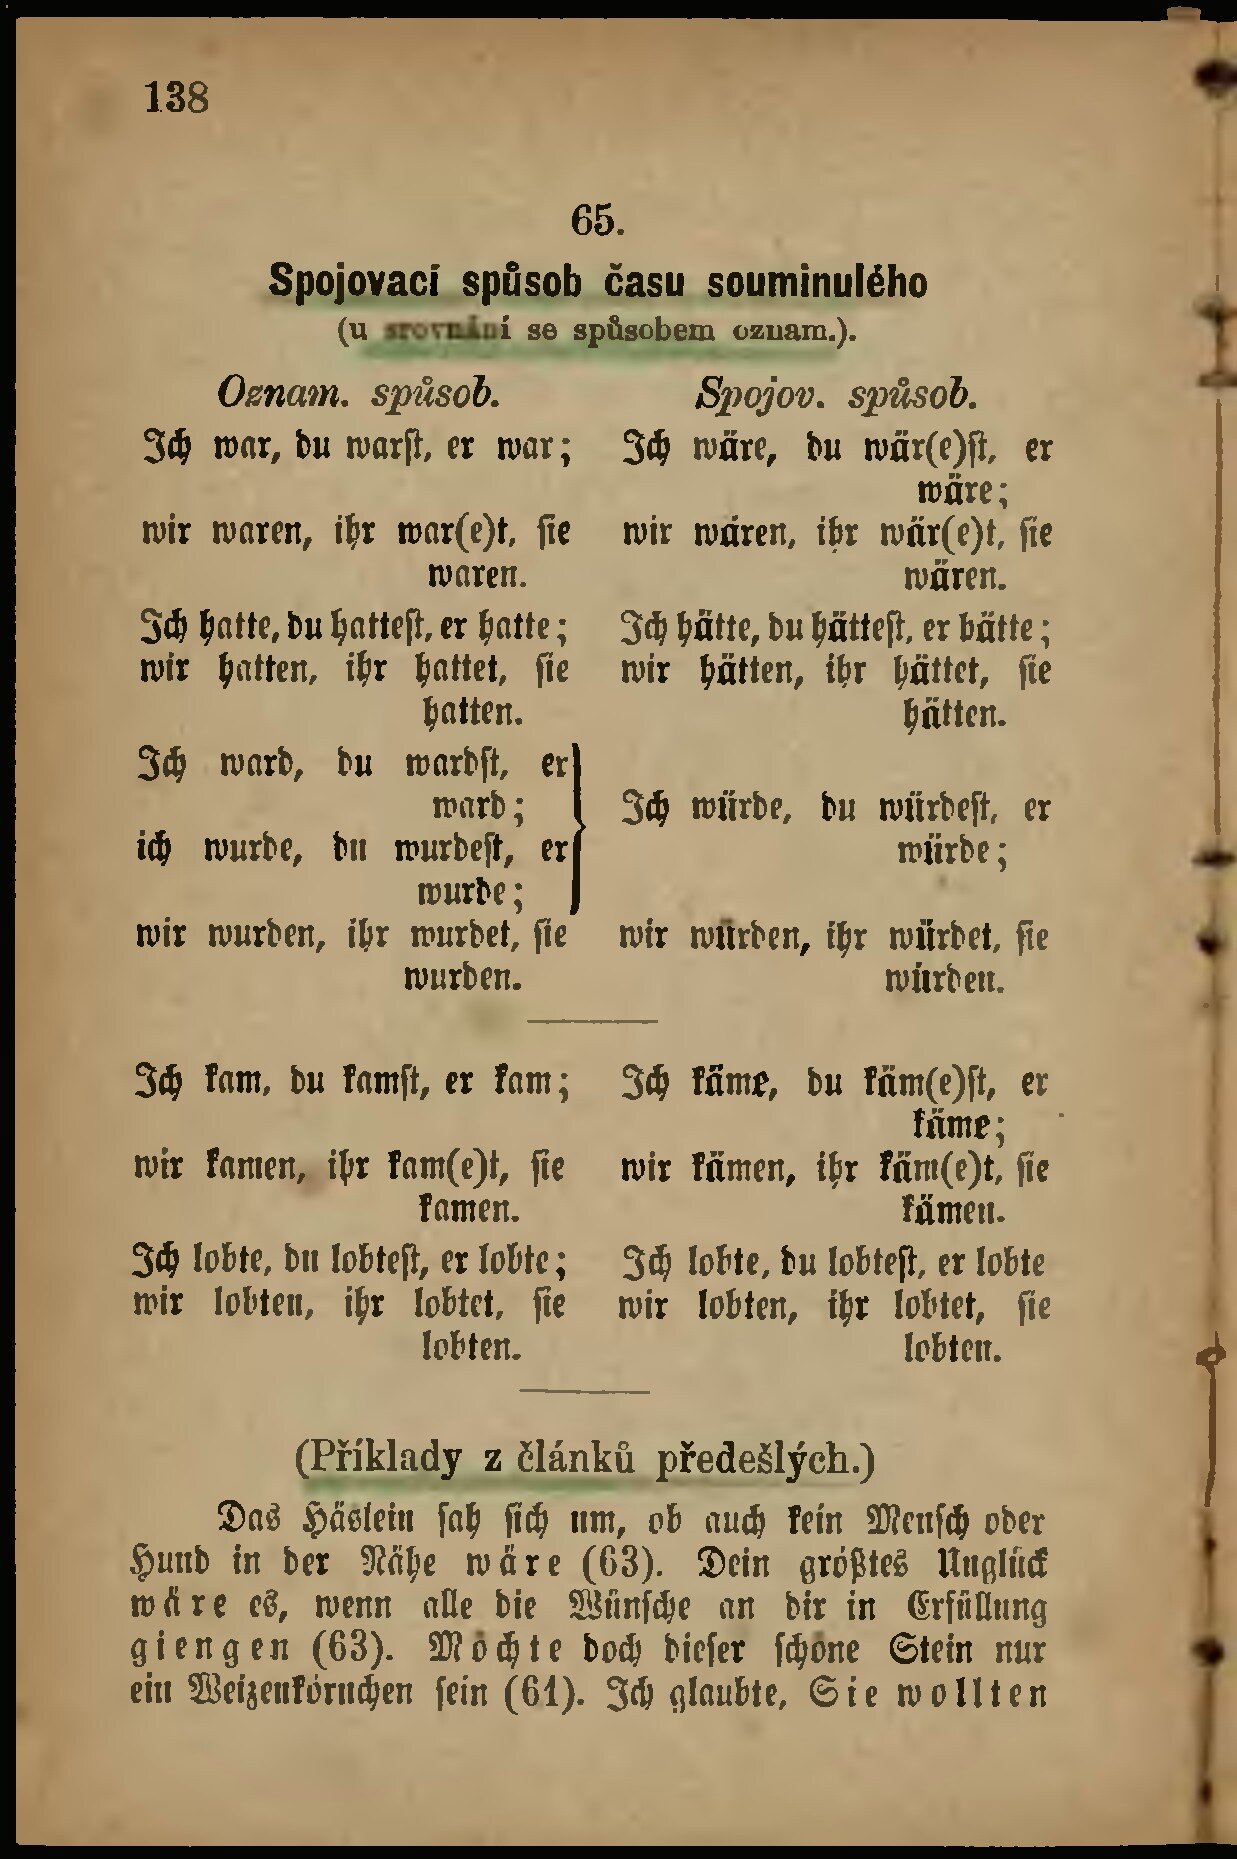 138
65.
Spojovací spůsob času souminulého
(u srovnání se spůsobem oznam.).
Oznam. spůsob. Spojov. spůsob.
Ich war, du warst, er war; Ich wäre, du wär(e)st, er
wäre;
wir waren, ihr war(e)t, sie wir wären, ihr wär(e)t, sie
waren. wären.
Ich hatte, du hattest, er hatte; Ich hätte, du hättest, er hätte;
wir hatten, ihr hattet, sie wir hätten, ihr hättet, sie
hatten. hätten.
Ich ward, du wardst, er
ward; Ich würde, du würdest, er
ich wurde, du wurdest, er würde;
wurde;
wir wurden, ihr wurdet, sie wir würden, ihr würdet, sie
wurden. würden.
Ich kam, du kamst, er kam; Ich käme, du käm(e)st, er
käme;
wir kamen, ihr kam(e)t, sie wir kämen, ihr käm(e)t, sie
kamen. kämen.
Ich lobte, du lobtest, er lobte; Ich lobte, du lobtest, er lobte
wir lobten, ihr lobtet, sie wir lobten, ihr lobtet, sie
lobten. lobten.
(Příklady z článků předešlých.)
Das Häslein sah sich um, ob auch kein Mensch oder
Hund in der Nähe wäre (63). Dein größtes Unglück
wäre es, wenn alle die Wünsche an dir in Erfüllung
giengen (63). Möchte doch dieser schöne Stein nur
ein Weizenkörnchen sein (61). Ich glaubte, Sie wollten